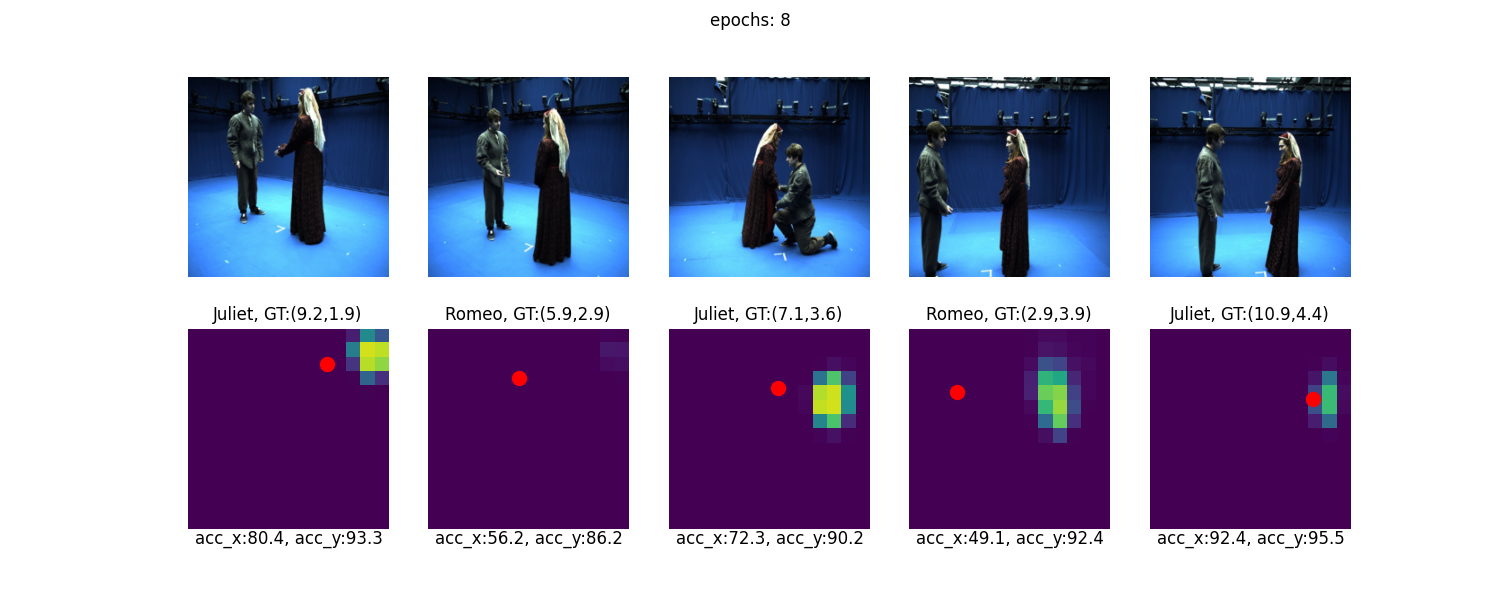 epochs: 8
Juliet, GT:(9.2,1.9)
Romeo, GT:(5.9,2.9)
Juliet, GT:(7.1,3.6)
Romeo, GT:(2.9,3.9)
Juliet, GT:(10.9,4.4)
acc_x:80.4, acc_y:93.3
acc_x:56.2, acc_y:86.2
acc_x:72.3, acc_y:90.2
acc_x:49.1, acc_y:92.4
acc_x:92.4, acc_y:95.5